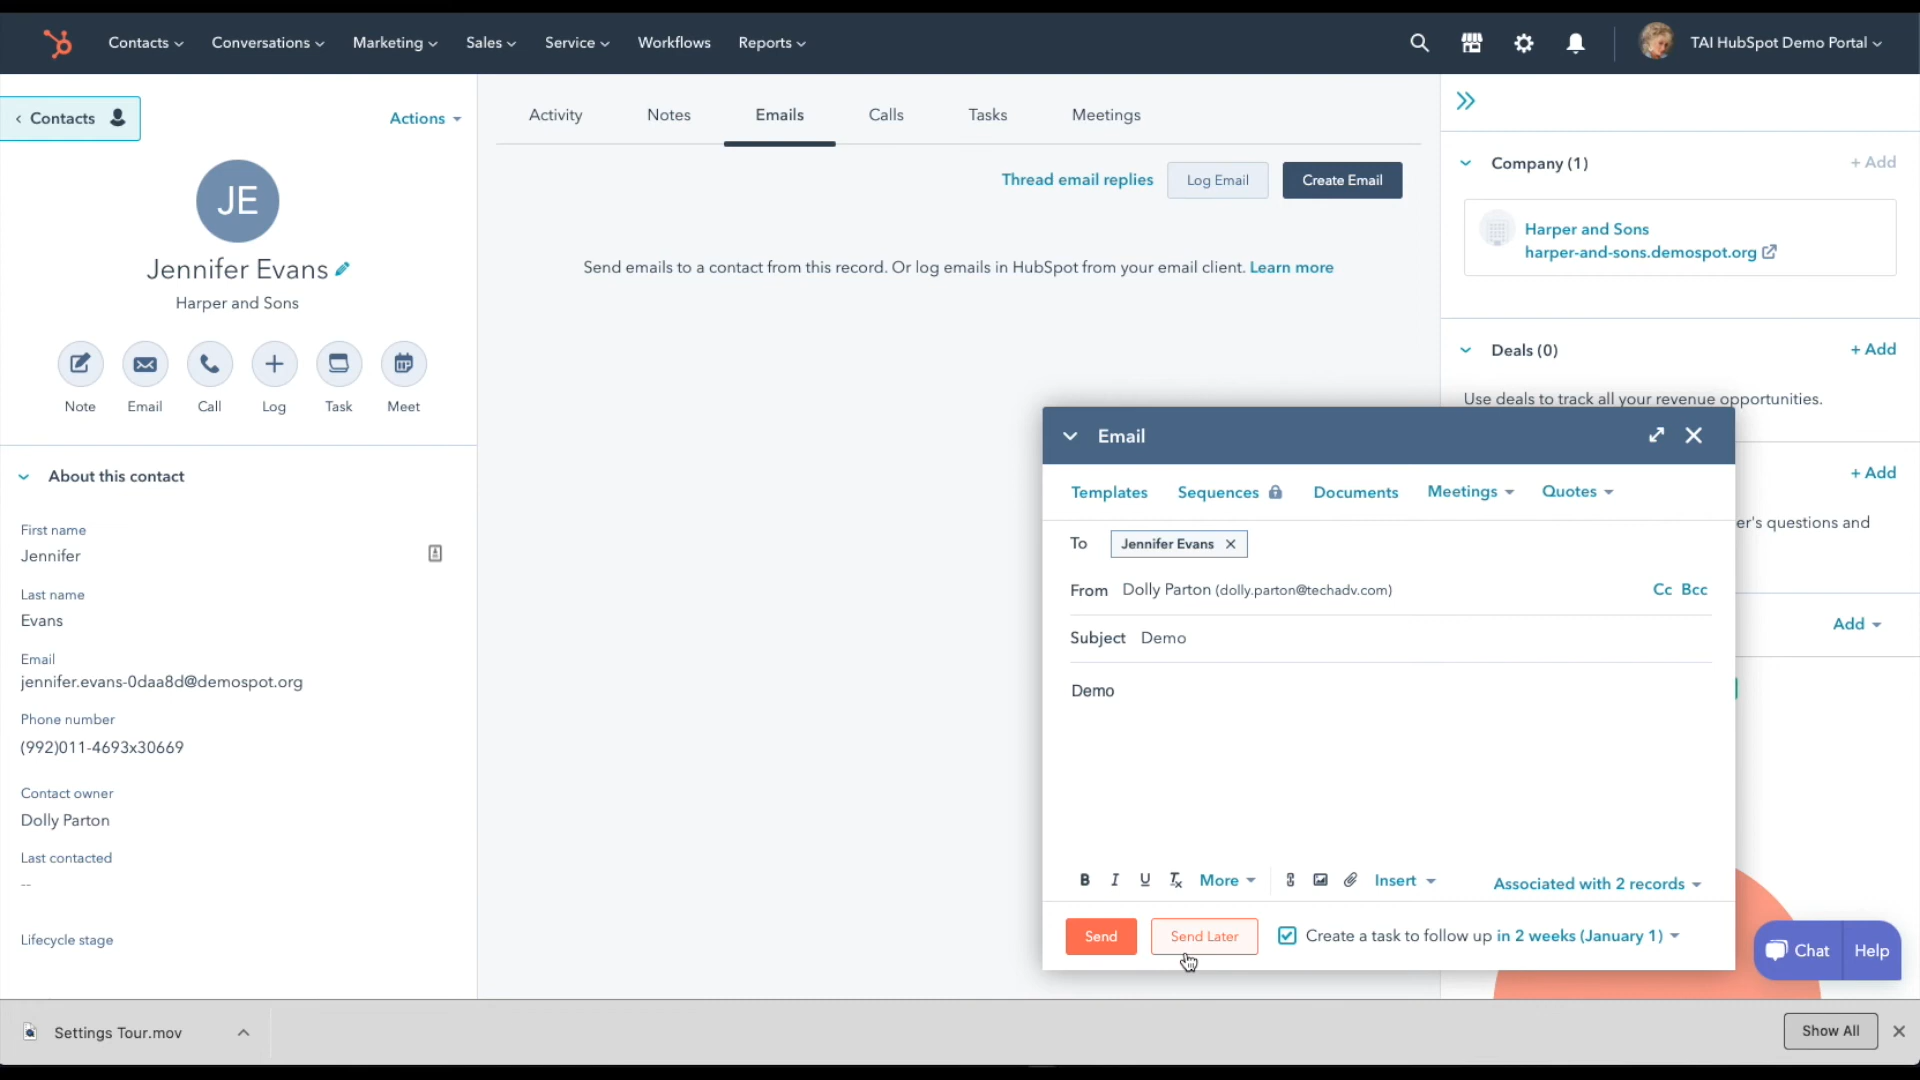 Contacts
Conversations
Marketing
Sales
Service
Workflows
Reports
TAI HubSpot Demo Portal
Contacts
Actions
JE
Jennifer Evans
Harper and Sons
Note
Email
Call
Log
Task
Meet
About this contact
First name
Jennifer
Last name
Evans
Email
jennifer.evans-0daa8d@demospot.org
Phone number
(992)011-4693x30669
Contact owner
Dolly Parton
Last contacted
--
Lifecycle stage
Activity
Notes
Emails
Calls
Tasks
Meetings
Thread email replies
Log Email
Create Email
Send emails to a contact from this record. Or log emails in HubSpot from your email client. Learn more
Company (1)
+ Add
Harper and Sons
harper-and-sons.demospot.org
Deals (0)
+ Add
Use deals to track all your revenue opportunities.
+ Add
er's questions and
Add
Email
Templates
Sequences
Documents
Meetings
Quotes
To
Jennifer Evans
From Dolly Parton (dolly.parton@techadv.com)
Cc Bcc
Subject Demo
Demo
B I U Tx More
Insert
Associated with 2 records
Send
Send Later
Create a task to follow up in 2 weeks (January 1)
Chat
Help
Settings Tour.mov
Show All